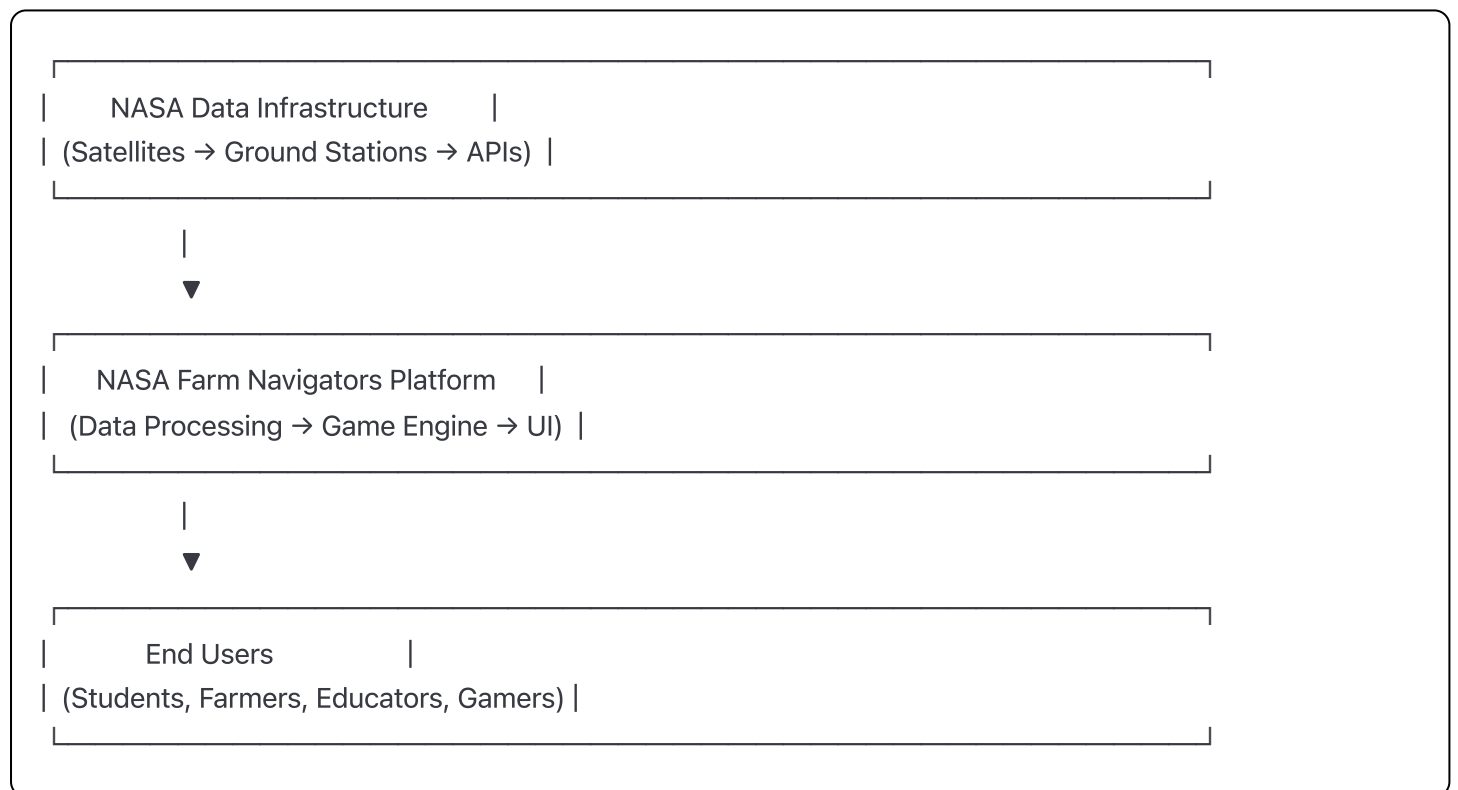 NASA Data Infrastructure
(Satellites → Ground Stations → APIs)
NASA Farm Navigators Platform
(Data Processing → Game Engine → UI)
End Users
(Students, Farmers, Educators, Gamers)